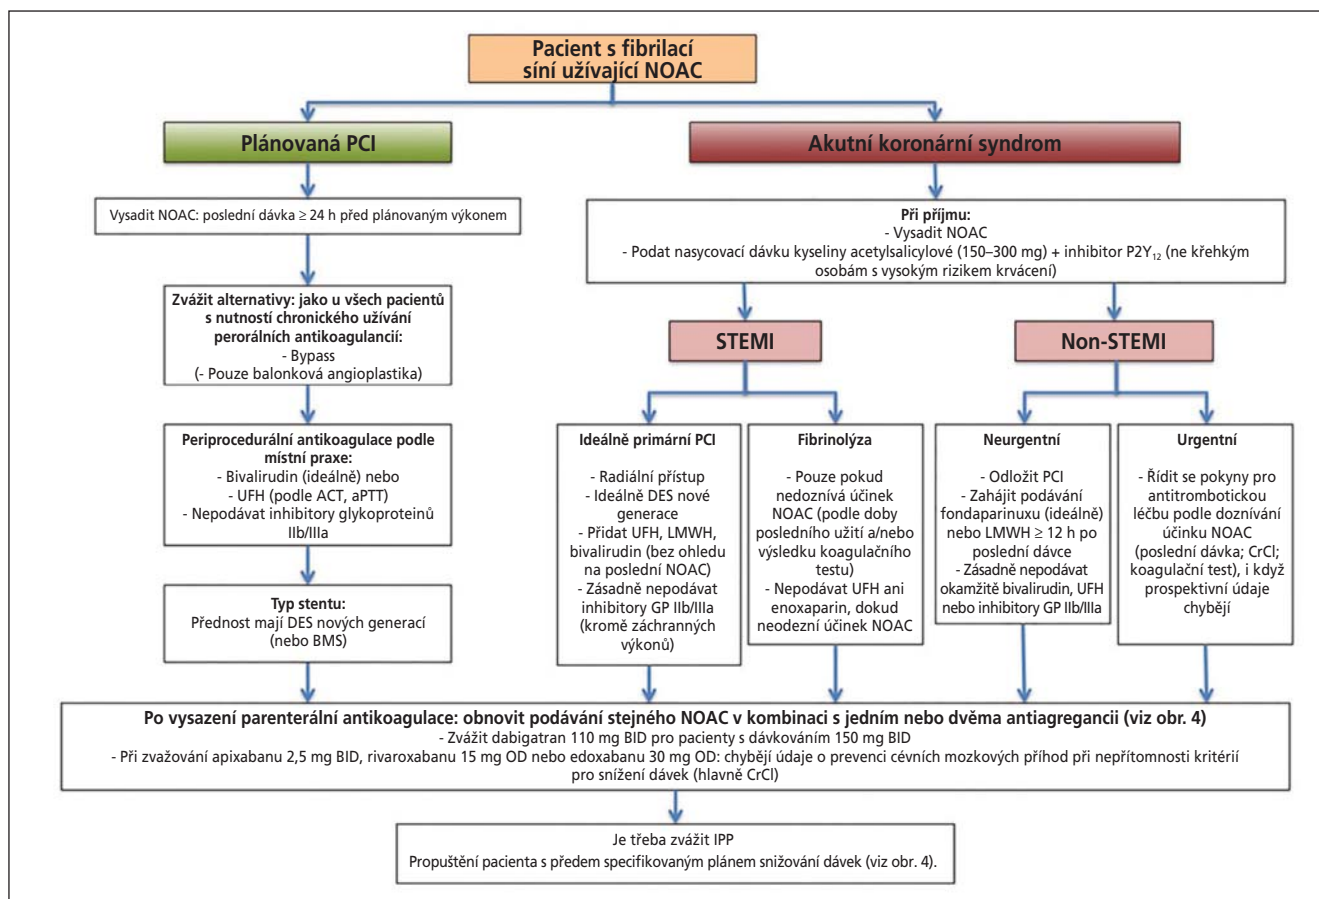 Pacient s fibrilací
síní užívající NOAC
Plánovaná PCI
Vysadit NOAC: poslední dávka ≥ 24 h před plánovaným výkonem
Zvážit alternativy: jako u všech pacientů
s nutností chronického užívání
perorálních antikoagulancií:
- Bypass
(- Pouze balonková angioplastika)
Periprocedurální antikoagulace podle
místní praxe:
- Bivalirudin (ideálně) nebo
- UFH (podle ACT, aPTT)
- Nepodávat inhibitory glykoproteinů
IIb/IIIa
Typ stentu:
Přednost mají DES nových generací
(nebo BMS)
Akutní koronární syndrom
Při příjmu:
- Vysadit NOAC
- Podat nasycovací dávku kyseliny acetylsalicylové (150–300 mg) + inhibitor P2Y₁₂ (ne křehkým
osobám s vysokým rizikem krvácení)
STEMI
Ideálně primární PCI
- Radiální přístup
- Ideálně DES nové
generace
- Přidat UFH, LMWH,
bivalirudin (bez ohledu
na poslední NOAC)
- Zásadně nepodávat
inhibitory GP IIb/IIIa
(kromě záchranných
výkonů)
Fibrinolýza
- Pouze pokud
nedoznívá účinek
NOAC (podle doby
posledního užití a/nebo
výsledku koagulačního
testu)
- Nepodávat UFH ani
enoxaparin, dokud
neodezní účinek NOAC
Non-STEMI
Neurgentní
- Odložit PCI
- Zahájit podávání
fondaparinuxu (ideálně)
nebo LMWH ≥ 12 h po
poslední dávce
- Zásadně nepodávat
okamžitě bivalirudin, UFH
nebo inhibitory GP IIb/IIIa
Urgentní
- Řídit se pokyny pro
antitrombotickou
léčbu podle doznívání
účinku NOAC
(poslední dávka; CrCl;
koagulační test), i když
prospektivní údaje
chybějí
Po vysazení parenterální antikoagulace: obnovit podávání stejného NOAC v kombinaci s jedním nebo dvěma antiagregancii (viz obr. 4)
- Zvážit dabigatran 110 mg BID pro pacienty s dávkováním 150 mg BID
- Při zvažování apixabanu 2,5 mg BID, rivaroxabanu 15 mg OD nebo edoxabanu 30 mg OD: chybějí údaje o prevenci cévních mozkových příhod při nepřítomnosti kritérií
pro snížení dávek (hlavně CrCl)
Je třeba zvážit IPP
Propuštění pacienta s předem specifikovaným plánem snižování dávek (viz obr. 4).